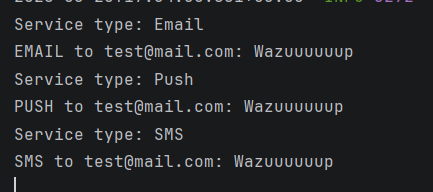 Service type: Email
EMAIL to test@mail.com: Wazuuuuuup
Service type: Push
PUSH to test@mail.com: Wazuuuuuup
Service type: SMS
SMS to test@mail.com: Wazuuuuuup